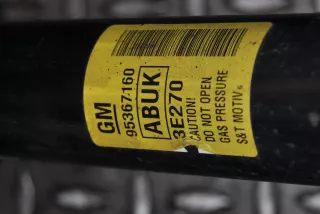 GM
95367160
ABUK
3E270
CAUTION!
DO NOT OPEN.
GAS PRESSURE
S&T MOTIV®